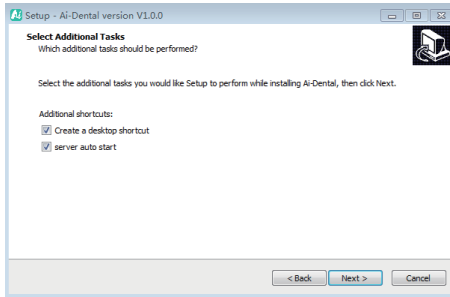 Ai Setup - Ai-Dental version V1.0.0
Select Additional Tasks
Which additional tasks should be performed?
Select the additional tasks you would like Setup to perform while installing Ai-Dental, then click Next.
Additional shortcuts:
Create a desktop shortcut
server auto start
< Back Next > Cancel